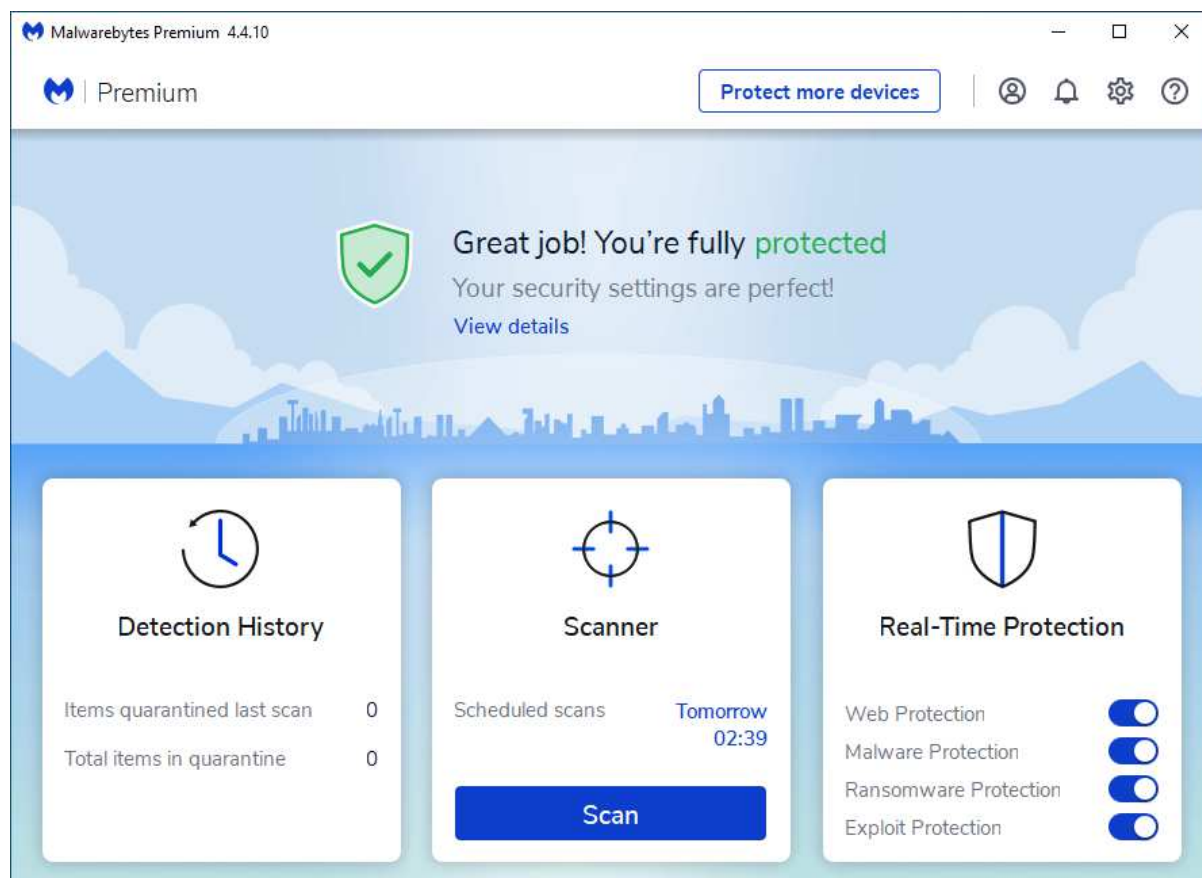 Malwarebytes Premium 4.4.10
Premium
Protect more devices
Great job! You're fully protected
Your security settings are perfect!
View details
Detection History
Items quarantined last scan 0
Total items in quarantine 0
Scanner
Scheduled scans Tomorrow
02:39
Scan
Real-Time Protection
Web Protection
Malware Protection
Ransomware Protection
Exploit Protection